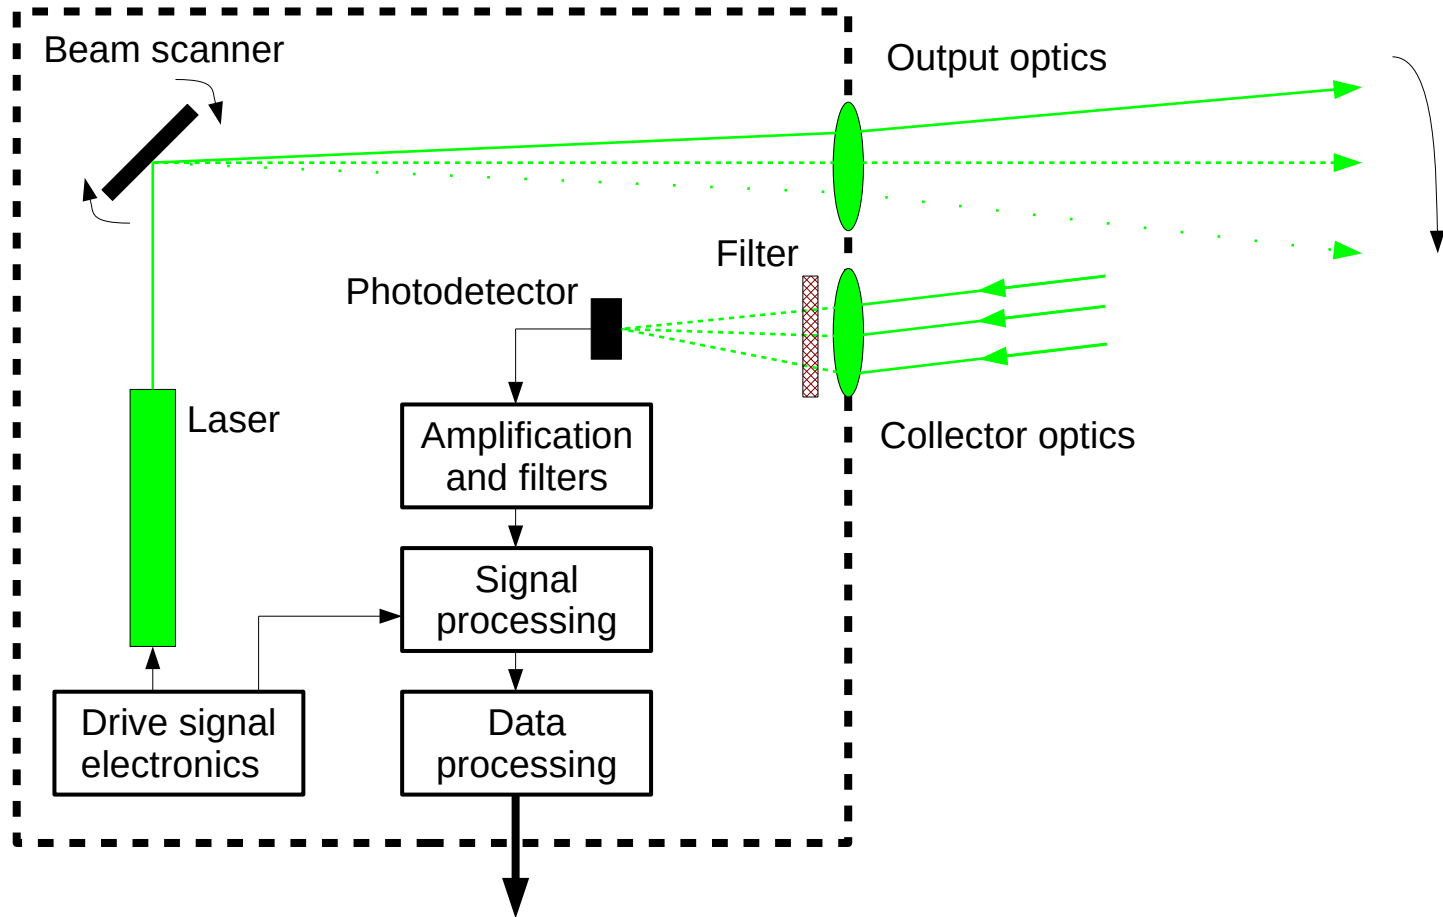 Beam scanner
Output optics
Filter
Photodetector
Laser
Amplification
and filters
Collector optics
Signal
processing
Drive signal
electronics
Data
processing